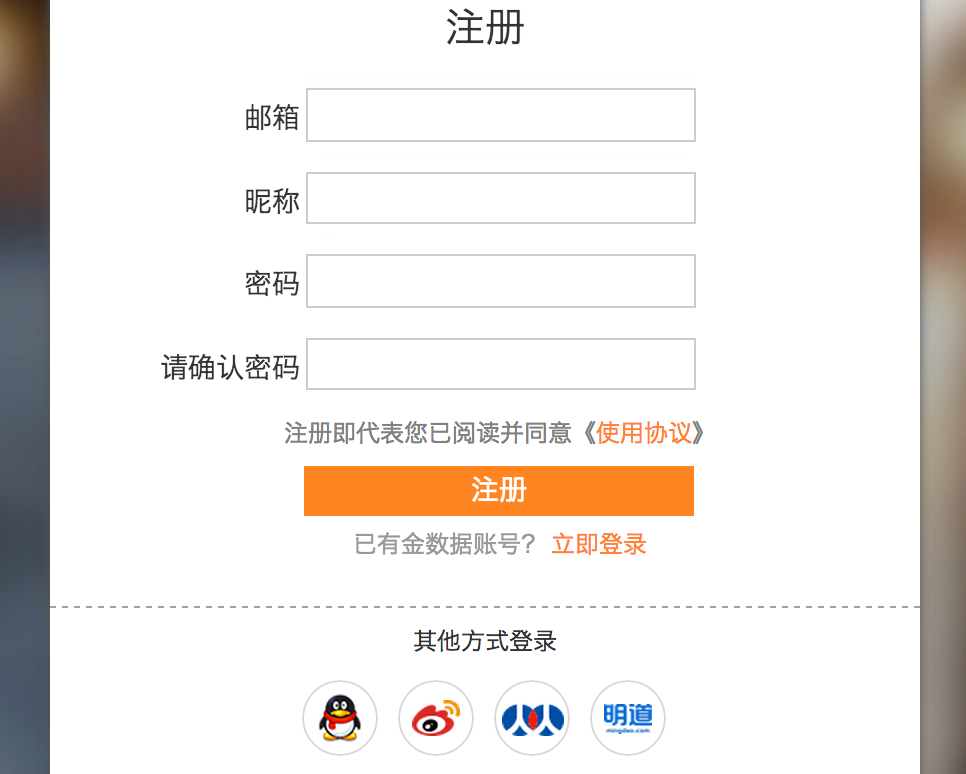 注册
邮箱
昵称
密码
请确认密码
注册即代表您已阅读并同意《使用协议》
注册
已有金数据账号? 立即登录
其他方式登录
明道
mingdao.com